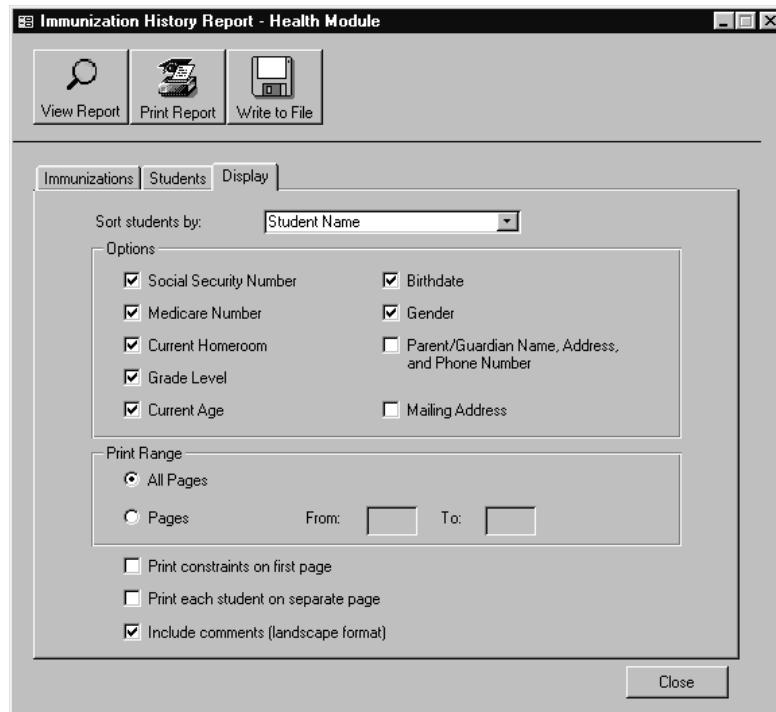 Immunization History Report - Health Module
View Report
Print Report
Write to File
Immunizations
Students
Display
Sort students by:
Student Name
Options
Social Security Number
Birthdate
Medicare Number
Gender
Current Homeroom
Parent/Guardian Name, Address,
and Phone Number
Grade Level
Current Age
Mailing Address
Print Range
All Pages
Pages
From:
To:
Print constraints on first page
Print each student on separate page
Include comments (landscape format)
Close